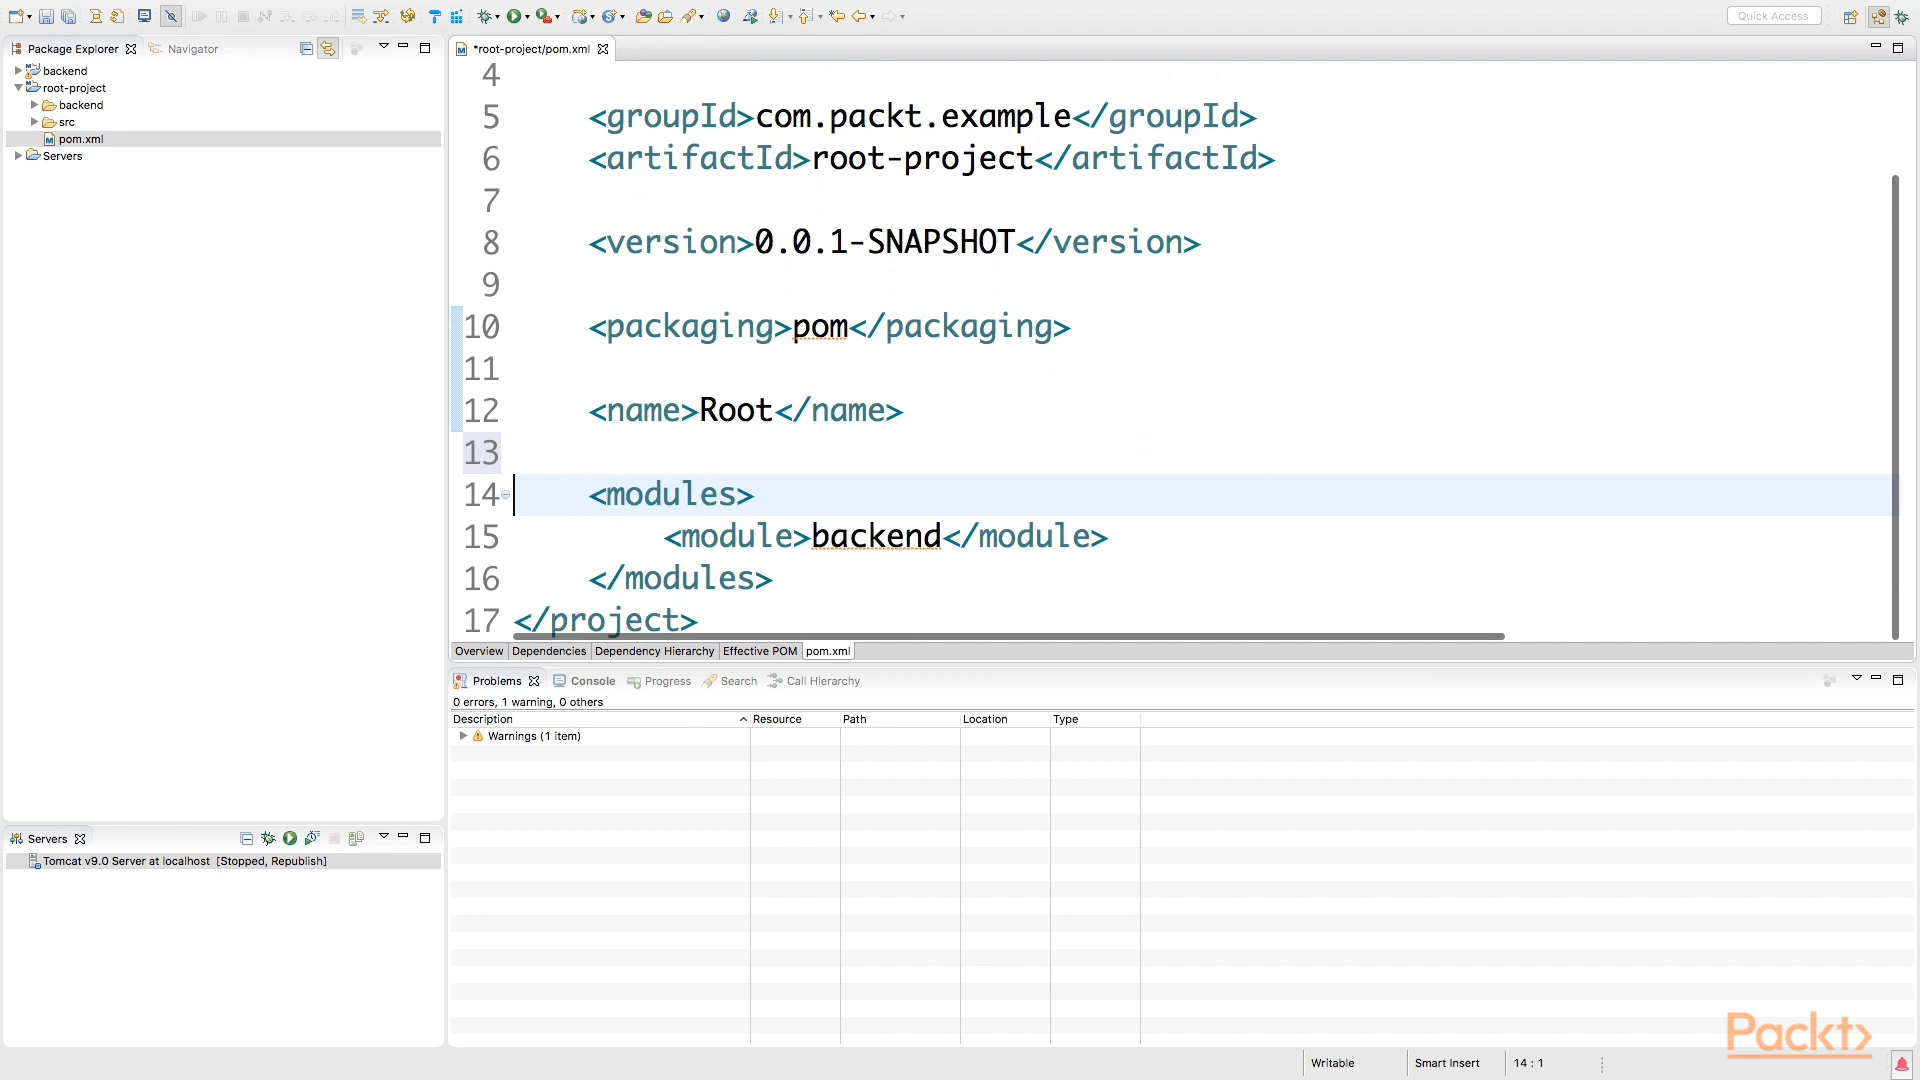 Quick Access
Package Explorer
Navigator
backend
root-project
backend
src
pom.xml
Servers
*root-project/pom.xml
4
5 <groupId>com.packt.example</groupId>
6 <artifactId>root-project</artifactId>
7
8 <version>0.0.1-SNAPSHOT</version>
9
10 <packaging>pom</packaging>
11
12 <name>Root</name>
13
14 <modules>
15 <module>backend</module>
16 </modules>
17 </project>
Overview Dependencies Dependency Hierarchy Effective POM pom.xml
Problems Console Progress Search Call Hierarchy
0 errors, 1 warning, 0 others
Description Resource Path Location Type
Warnings (1 item)
Servers
Tomcat v9.0 Server at localhost [Stopped, Republish]
Packt>
Writable Smart Insert 14 : 1